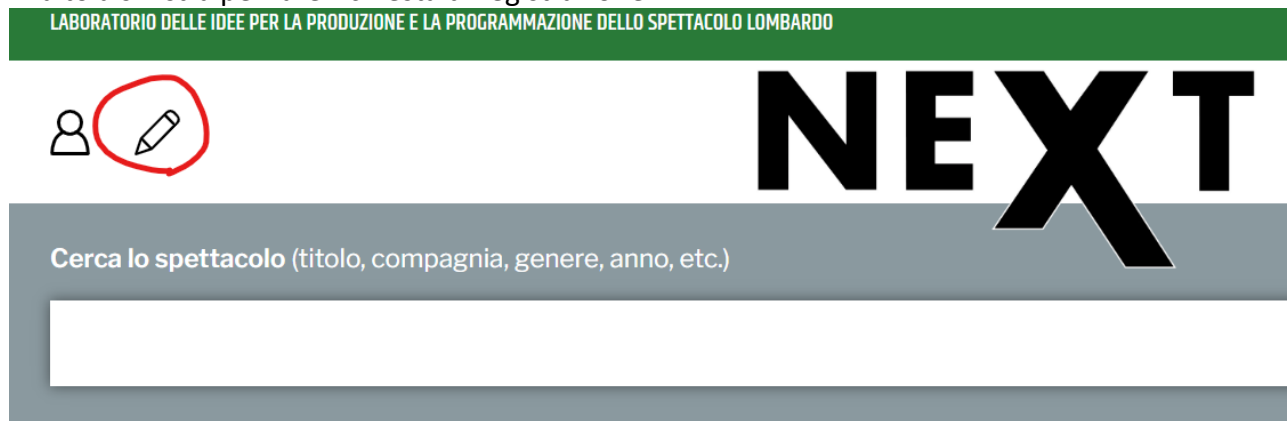 LABORATORIO DELLE IDEE PER LA PRODUZIONE E LA PROGRAMMAZIONE DELLO SPETTACOLO LOMBARDO
NEXT
Cerca lo spettacolo (titolo, compagnia, genere, anno, etc.)